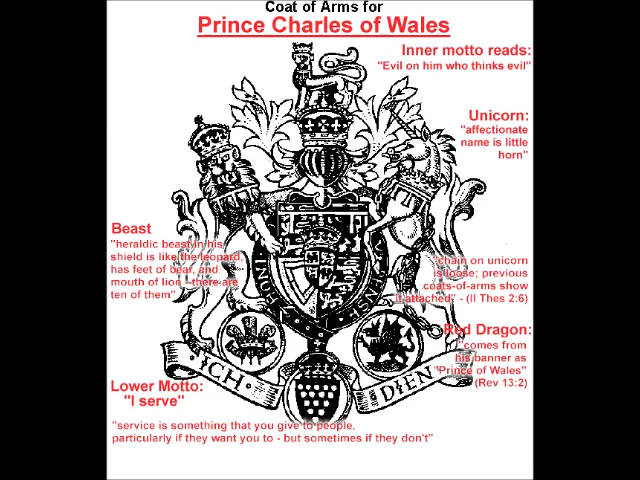 Coat of Arms for
Prince Charles of Wales
Inner motto reads:
"Evil on him who thinks evil"
Unicorn:
"affectionate
name is little
horn"
Beast
"heraldic beast in his
shield is like the leopard,
has feet of bear, and
mouth of lion - there are
ten of them"
"chain on unicorn
is loose; previous
coats-of-arms show
it attached" - (II Thes 2:6)
Red Dragon:
"comes from
his banner as
"Prince of Wales"
(Rev 13:2)
HONI
ICH DIEN
Lower Motto:
"I serve"
"service is something that you give to people,
particularly if they want you to - but sometimes if they don't"